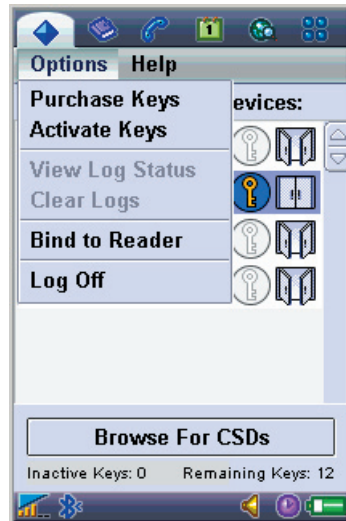 1
Options Help
Purchase Keys
evices:
Activate Keys
View Log Status
Clear Logs
Bind to Reader
Log Off
Browse For CSDs
Inactive Keys: 0 Remaining Keys: 12